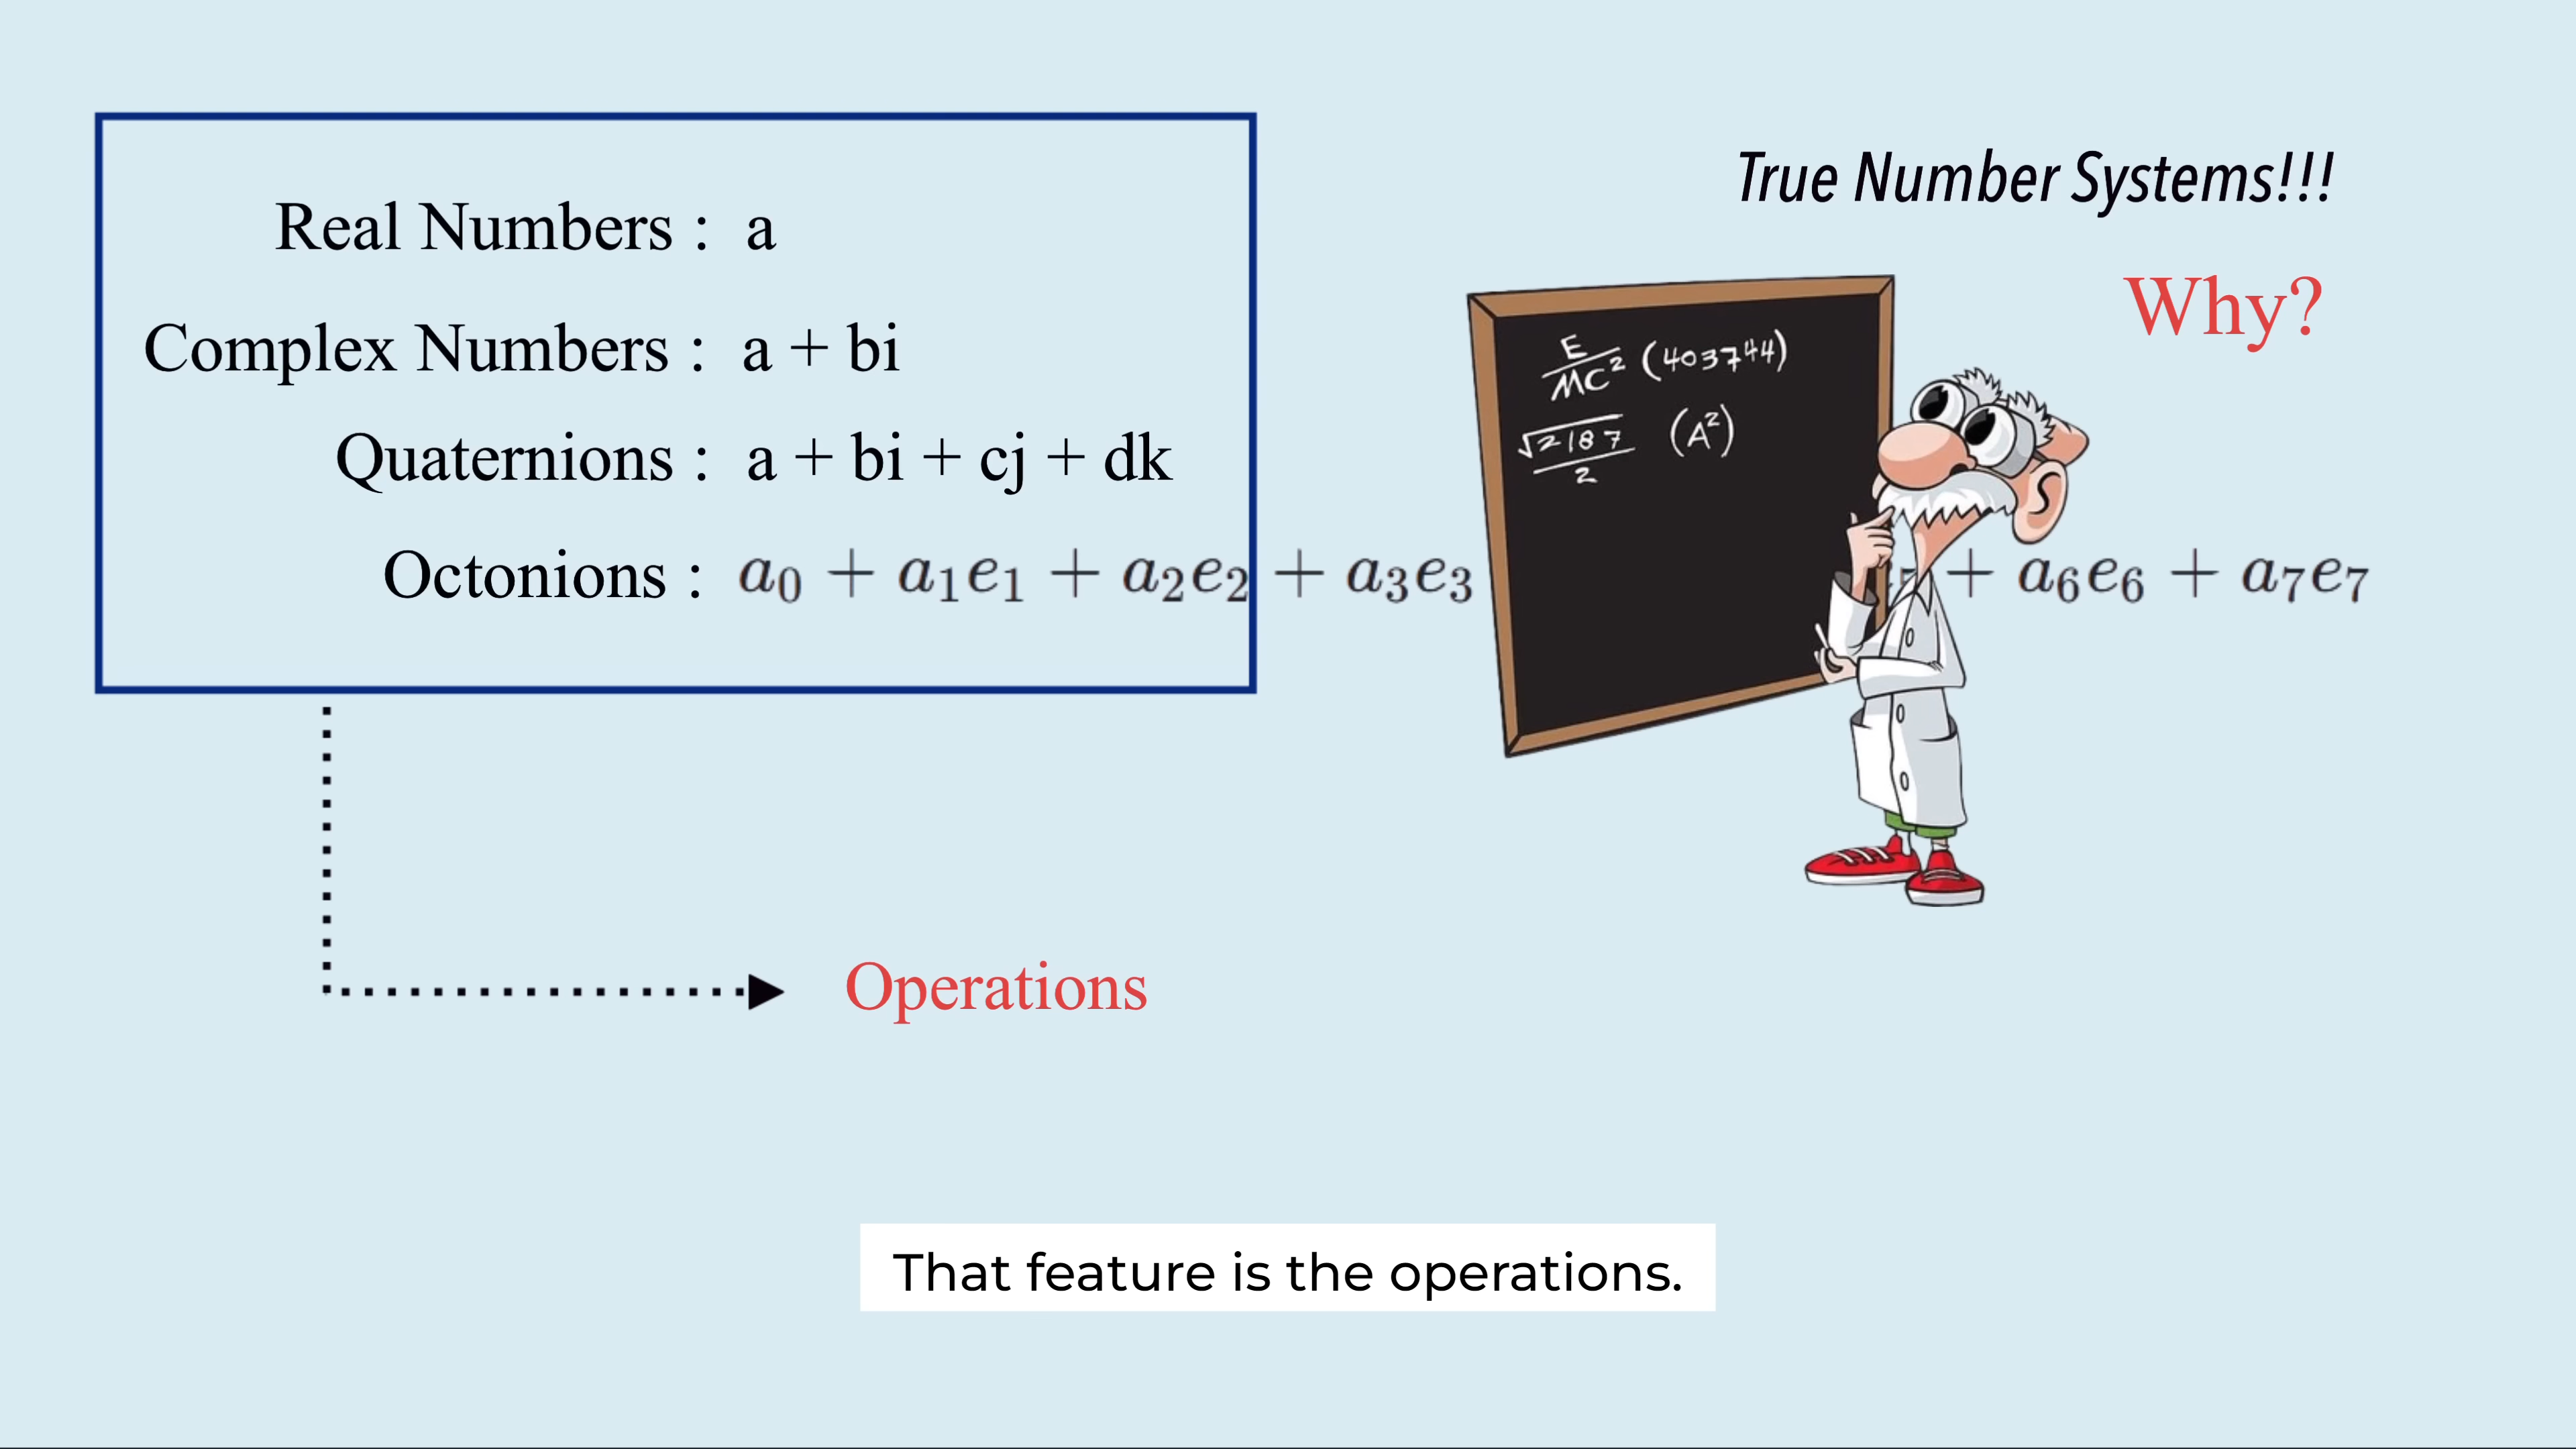 True Number Systems!!!
Why?
Real Numbers : a
Complex Numbers : a + bi
Quaternions : a + bi + cj + dk
Octonions : a₀ + a₁e₁ + a₂e₂ + a₃e₃ + a₆e₆ + a₇e₇
E/MC² (403744)
√2187/2 (A²)
Operations
That feature is the operations.